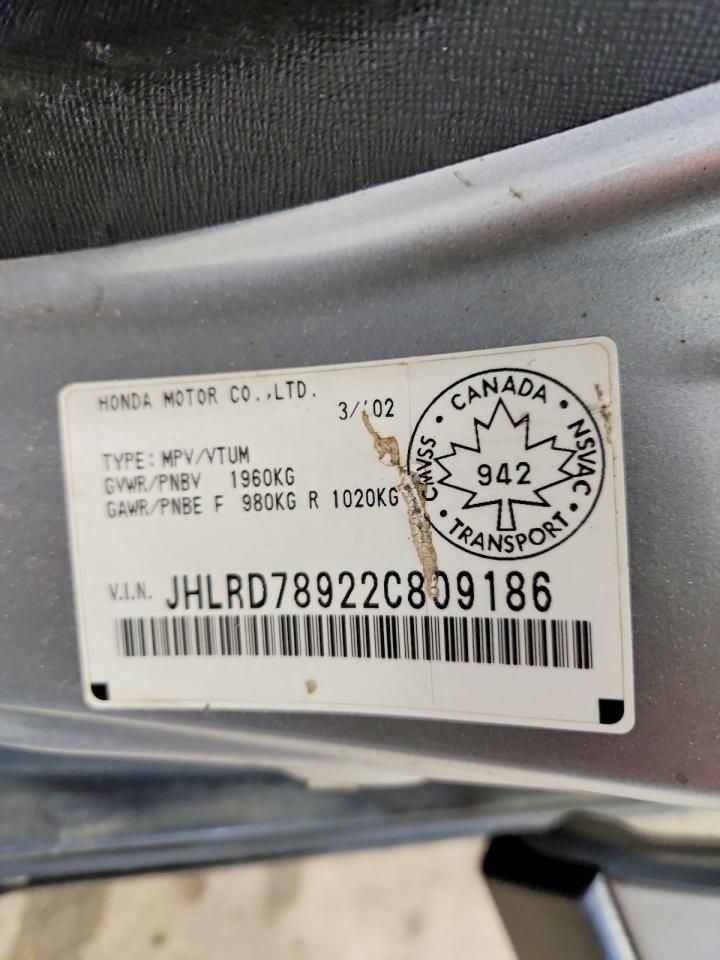 HONDA MOTOR CO.,LTD.
3/'02
TYPE: MPV/VTUM
GVWR/PNBV 1960KG
GAWR/PNBE F 980KG R 1020KG
CANADA
CMVSS
NSVAC
942
TRANSPORT
V.I.N. JHLRD78922C809186